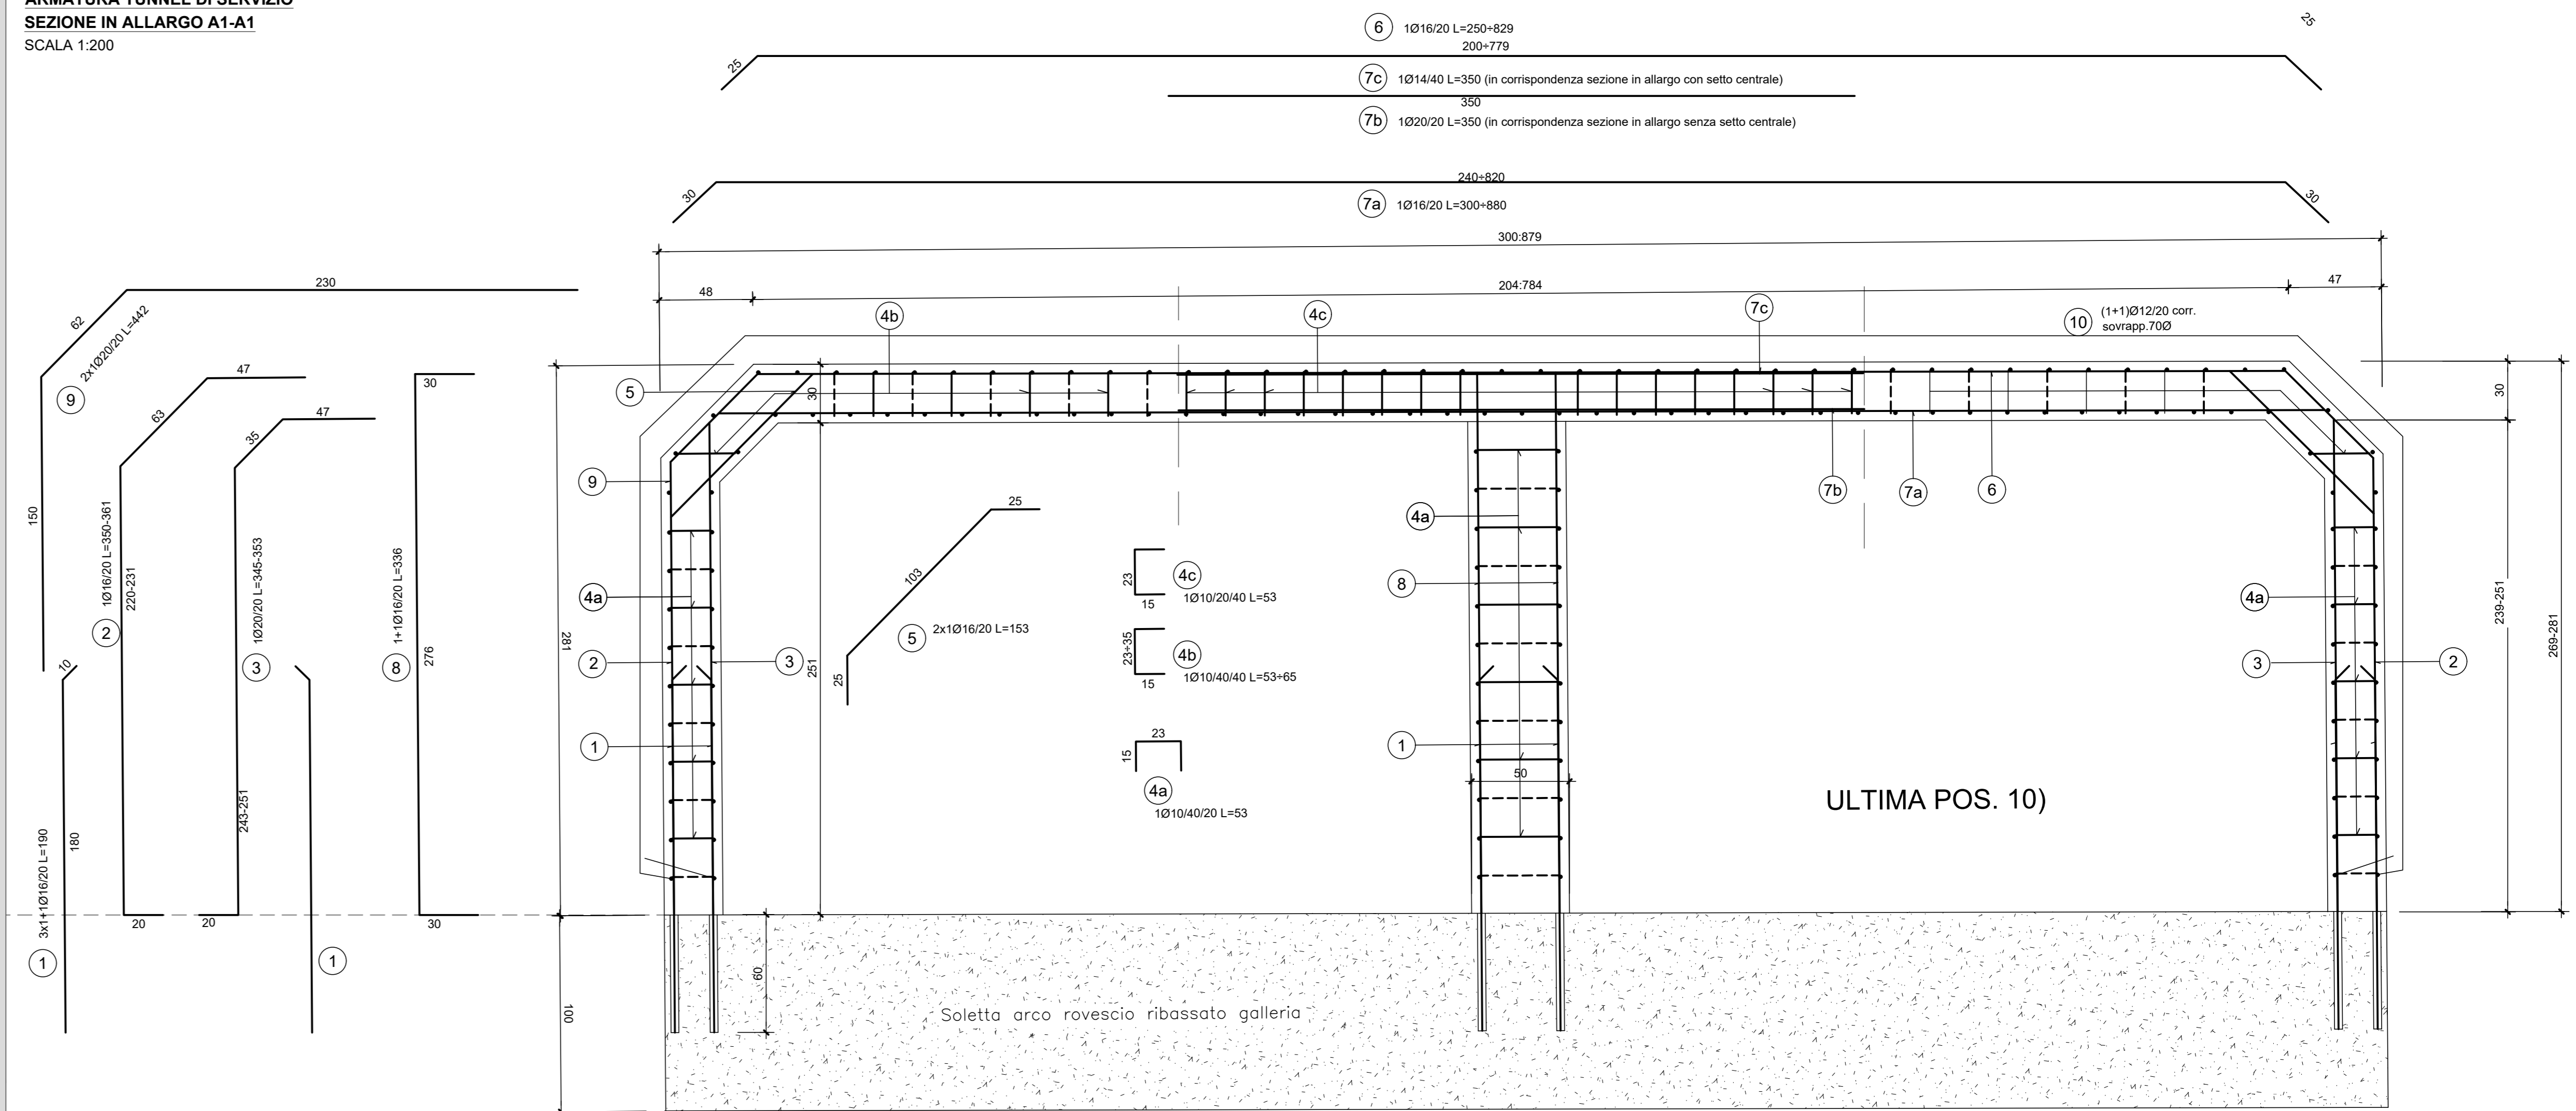 ARMATURA TUNNEL DI SERVIZIO
SEZIONE IN ALLARGO A1-A1
SCALA 1:200
6 1Ø16/20 L=250÷829
200÷779
25
25
7c 1Ø14/40 L=350 (in corrispondenza sezione in allargo con setto centrale)
350
7b 1Ø20/20 L=350 (in corrispondenza sezione in allargo senza setto centrale)
240÷820
30
30
7a 1Ø16/20 L=300÷880
300:879
48
204:784
47
230
62
9 2x1Ø20/20 L=442
150
47
63
2 1Ø16/20 L=350-361
220-231
20
47
35
3 1Ø20/20 L=345-353
243-251
20
30
8 1+1Ø16/20 L=336
276
30
10
180
1 3x1+1Ø16/20 L=190
1
4b
4c
7c
10 (1+1)Ø12/20 corr.
sovrapp.70Ø
5
30
30
9
7b
7a
6
4a
4a
4a
25
103
25
5 2x1Ø16/20 L=153
23
15
4c
1Ø10/20/40 L=53
23÷35
15
4b
1Ø10/40/40 L=53÷65
23
15
4a
1Ø10/40/20 L=53
8
2
3
3
2
1
1
281
251
239-251
269-281
50
ULTIMA POS. 10)
60
100
Soletta arco rovescio ribassato galleria